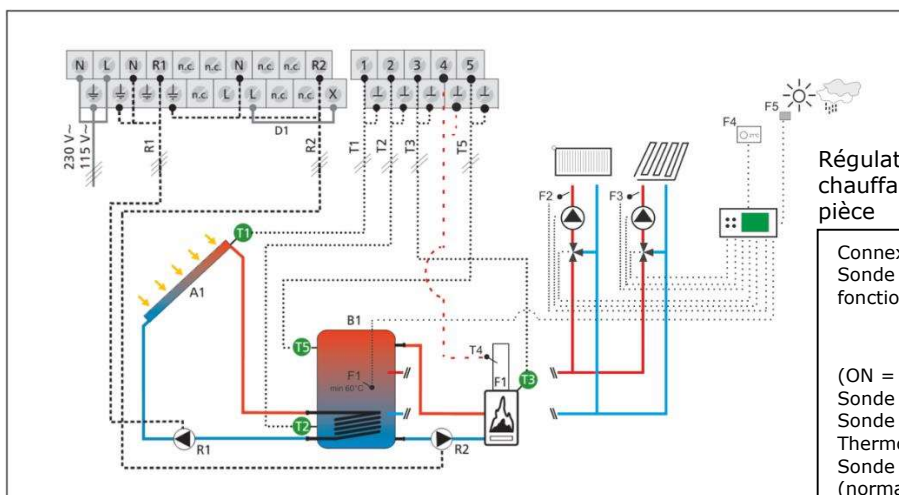 N L N R1 n.c. n.c. N n.c. n.c. R2
1 2 3 4 5
n.c. L L n.c. n.c. X
D1
230 V~
115 V~
R1
R2
T1
T2
T3
T5
F4
F5
F2
F3
T1
A1
B1
T5
T4
F1
min 60°C
F1
T3
T2
R1
R2
Régulat
chauffa
pièce
Connex
Sonde
fonctio
(ON =
Sonde
Sonde
Thermo
Sonde
(norma